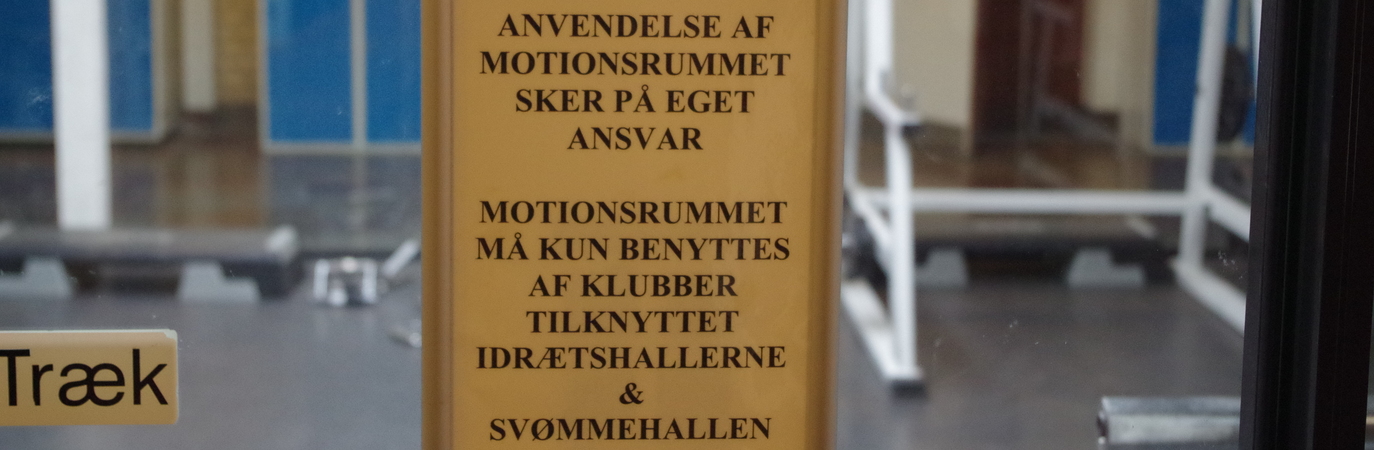 ANVENDELSE AF
MOTIONSRUMMET
SKER PÅ EGET
ANSVAR
MOTIONSRUMMET
MÅ KUN BENYTTES
AF KLUBBER
TILKNYTTET
IDRÆTSHALLERNE
&
SVØMMEHALLEN
Træk